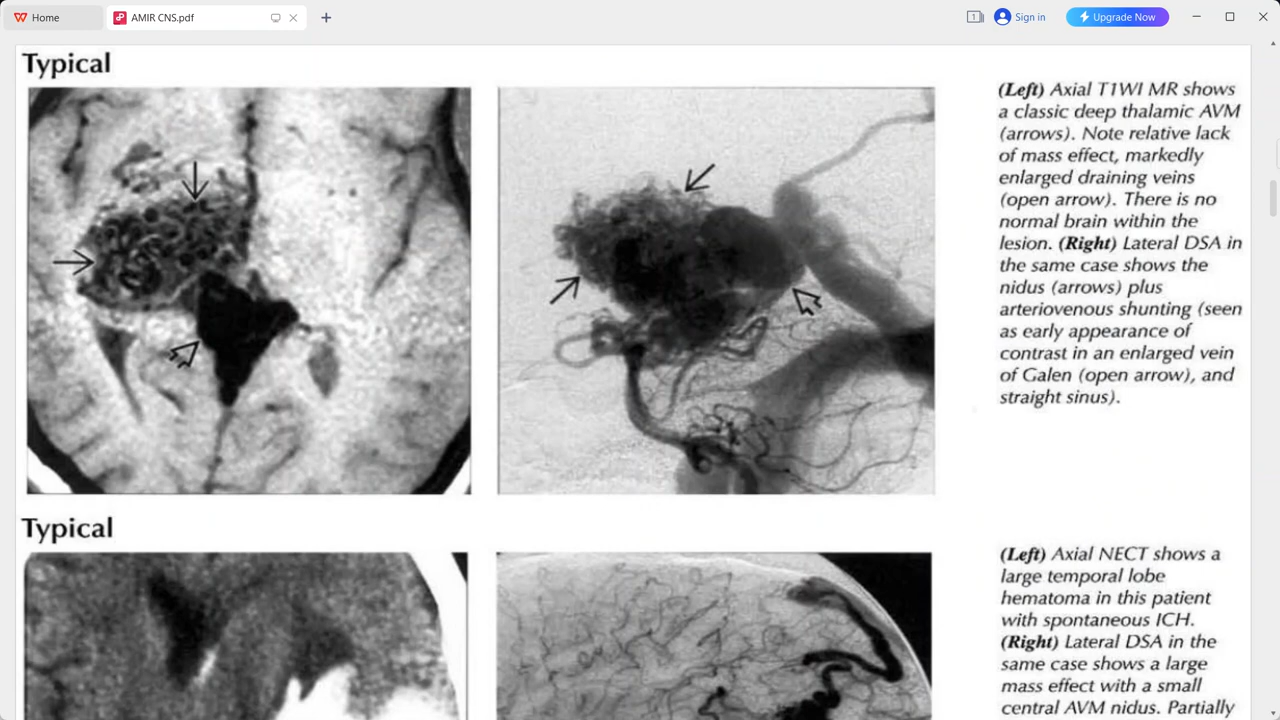 Home
AMIR CNS.pdf
1
Sign in
Upgrade Now
Typical
(Left) Axial T1WI MR shows
a classic deep thalamic AVM
(arrows). Note relative lack
of mass effect, markedly
enlarged draining veins
(open arrow). There is no
normal brain within the
lesion. (Right) Lateral DSA in
the same case shows the
nidus (arrows) plus
arteriovenous shunting (seen
as early appearance of
contrast in an enlarged vein
of Galen (open arrow), and
straight sinus).
Typical
(Left) Axial NECT shows a
large temporal lobe
hematoma in this patient
with spontaneous ICH.
(Right) Lateral DSA in the
same case shows a large
mass effect with a small
central AVM nidus. Partially